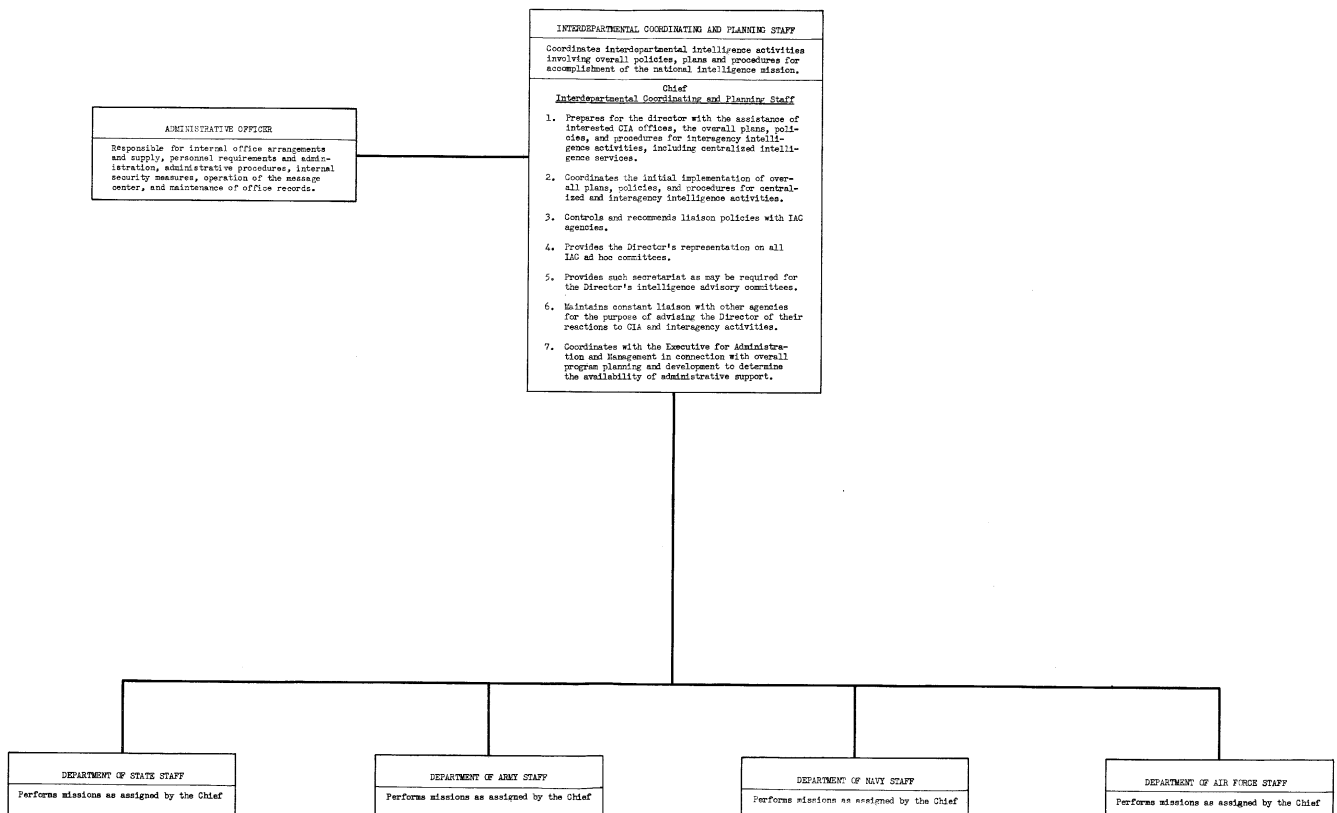 INTERDEPARTMENTAL COORDINATING AND PLANNING STAFF
Coordinates interdepartmental intelligence activities
involving overall policies, plans and procedures for
accomplishment of the national intelligence mission.
Chief
Interdepartmental Coordinating and Planning Staff
1. Prepares for the director with the assistance of
interested CIA offices, the overall plans, poli-
cies, and procedures for interagency intelli-
gence activities, including centralized intelli-
gence services.
2. Coordinates the initial implementation of over-
all plans, policies, and procedures for central-
ized and interagency intelligence activities.
3. Controls and recommends liaison policies with IAC
agencies.
4. Provides the Director's representation on all
IAC ad hoc committees.
5. Provides such secretariat as may be required for
the Director's intelligence advisory committees.
6. Maintains constant liaison with other agencies
for the purpose of advising the Director of their
reactions to CIA and interagency activities.
7. Coordinates with the Executive for Administra-
tion and Management in connection with overall
program planning and development to determine
the availability of administrative support.
ADMINISTRATIVE OFFICER
Responsible for internal office arrangements
and supply, personnel requirements and admin-
istration, administrative procedures, internal
security measures, operation of the message
center, and maintenance of office records.
DEPARTMENT OF STATE STAFF
Performs missions as assigned by the Chief
DEPARTMENT OF ARMY STAFF
Performs missions as assigned by the Chief
DEPARTMENT OF NAVY STAFF
Performs missions as assigned by the Chief
DEPARTMENT OF AIR FORCE STAFF
Performs missions as assigned by the Chief